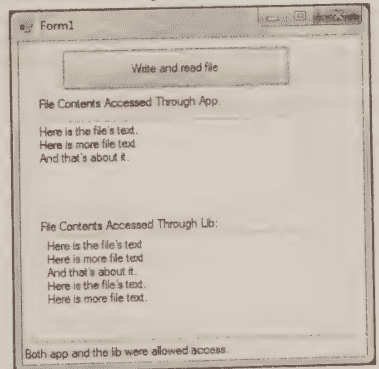 Form1
Write and read file
File Contents Accessed Through App.
Here is the file's text.
Here is more file text
And that's about it.
File Contents Accessed Through Lib:
Here is the file's text
Here is more file text
And that's about it.
Here is the file's text.
Here is more file text.
Both app and the lib were allowed access.